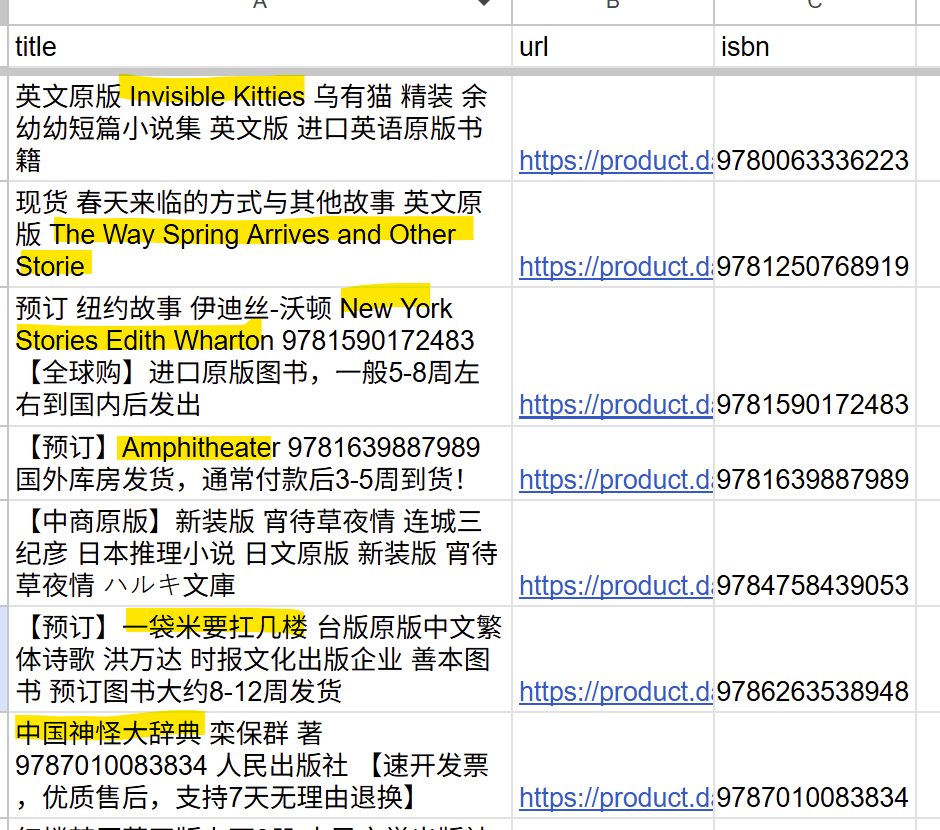 A B C
title url isbn
英文原版 Invisible Kitties 乌有猫 精装 余
幼幼短篇小说集 英文版 进口英语原版书
籍
https://product.da 9780063336223
现货 春天来临的方式与其他故事 英文原
版 The Way Spring Arrives and Other
Storie
https://product.da 9781250768919
预订 纽约故事 伊迪丝-沃顿 New York
Stories Edith Wharton 9781590172483
【全球购】进口原版图书，一般5-8周左
右到国内后发出
https://product.da 9781590172483
【预订】Amphitheater 9781639887989
国外库房发货，通常付款后3-5周到货！
https://product.da 9781639887989
【中商原版】新装版 宵待草夜情 连城三
纪彦 日本推理小说 日文原版 新装版 宵待
草夜情 ハルキ文庫
https://product.da 9784758439053
【预订】一袋米要扛几楼 台版原版中文繁
体诗歌 洪万达 时报文化出版企业 善本图
书 预订图书大约8-12周发货
https://product.da 9786263538948
中国神怪大辞典 栾保群 著
9787010083834 人民出版社 【速开发票
，优质售后，支持7天无理由退换】
https://product.da 9787010083834